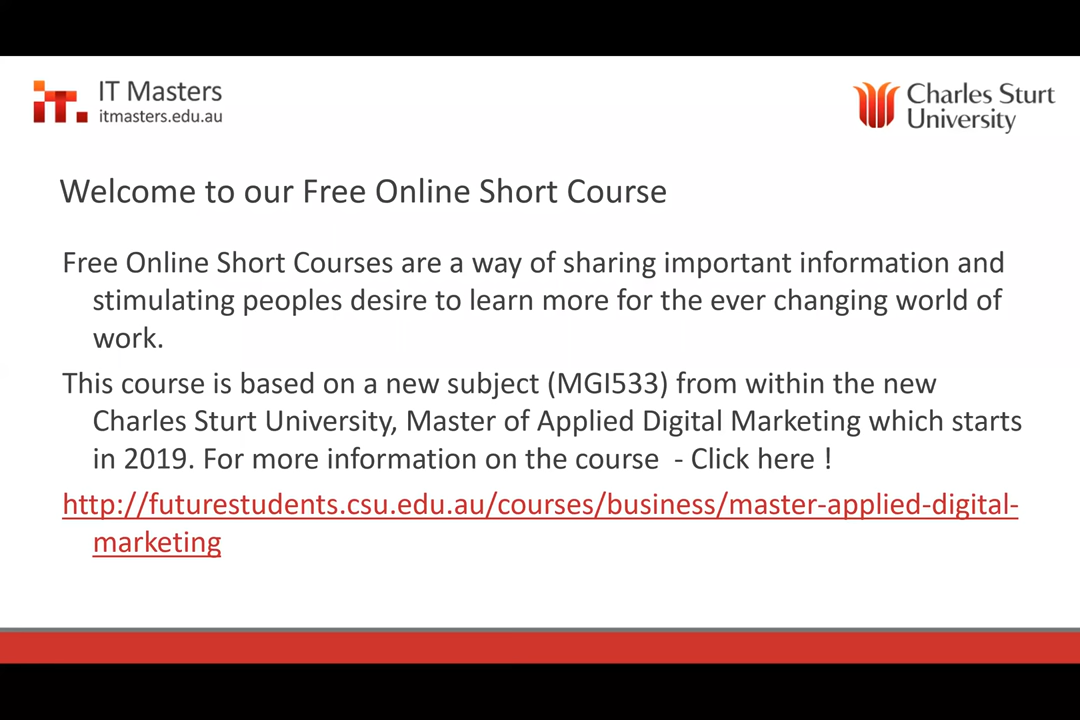 IT Masters
itmasters.edu.au
Charles Sturt
University
Welcome to our Free Online Short Course
Free Online Short Courses are a way of sharing important information and
stimulating peoples desire to learn more for the ever changing world of
work.
This course is based on a new subject (MGI533) from within the new
Charles Sturt University, Master of Applied Digital Marketing which starts
in 2019. For more information on the course  - Click here !
http://futurestudents.csu.edu.au/courses/business/master-applied-digital-
marketing